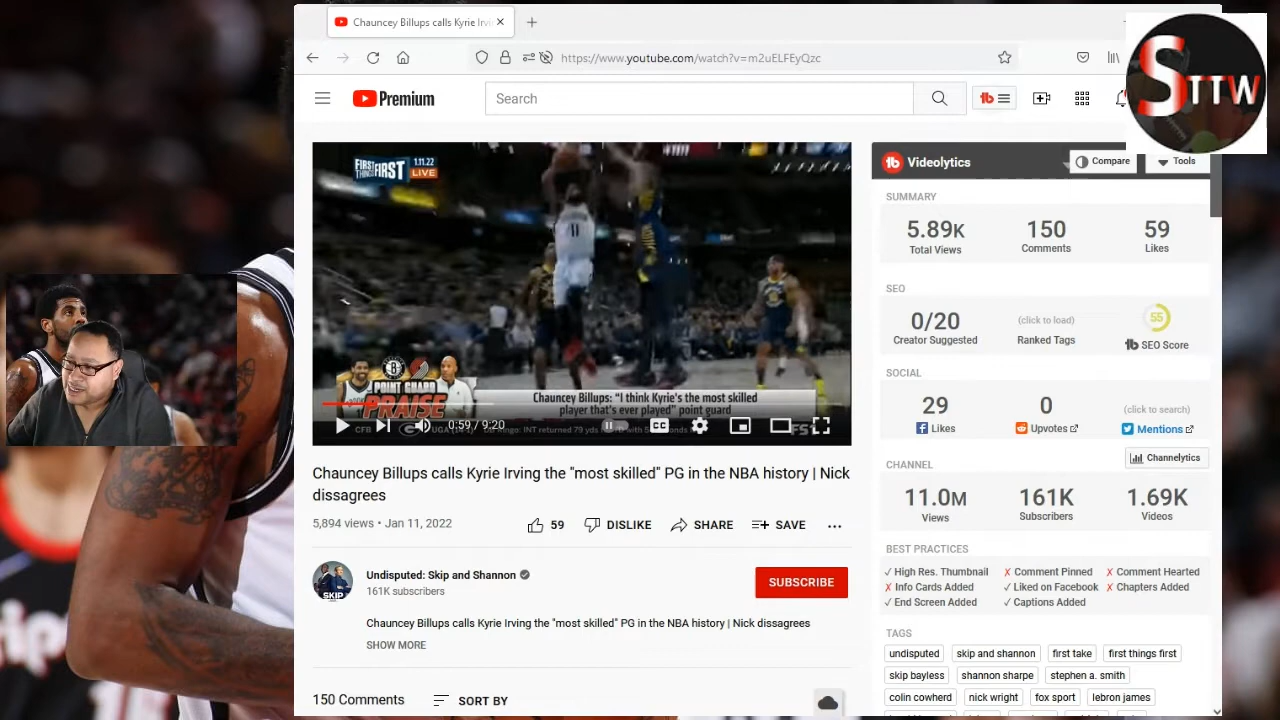 Chauncey Billups calls Kyrie Irvi
https://www.youtube.com/watch?v=m2uELFEyQzc
STTW
Premium
Search
FIRST THINGS FIRST
1.11.22
LIVE
11
POINT GUARD
PRAISE
Chauncey Billups: "I think Kyrie's the most skilled
player that's ever played" point guard
CFB
0:59 / 9:20
CC
FS1
Chauncey Billups calls Kyrie Irving the "most skilled" PG in the NBA history | Nick
dissagrees
5,894 views • Jan 11, 2022
59 DISLIKE SHARE SAVE ...
SKIP
Undisputed: Skip and Shannon
161K subscribers
SUBSCRIBE
Chauncey Billups calls Kyrie Irving the "most skilled" PG in the NBA history | Nick dissagrees
SHOW MORE
150 Comments SORT BY
Videolytics Compare Tools
SUMMARY
5.89K 150 59
Total Views Comments Likes
SEO
0/20 (click to load) 55
Creator Suggested Ranked Tags SEO Score
SOCIAL
29 0 (click to search)
Likes Upvotes Mentions
CHANNEL Channelytics
11.0M 161K 1.69K
Views Subscribers Videos
BEST PRACTICES
✓ High Res. Thumbnail ✗ Comment Pinned ✗ Comment Hearted
✗ Info Cards Added ✓ Liked on Facebook ✗ Chapters Added
✓ End Screen Added ✓ Captions Added
TAGS
undisputed skip and shannon first take first things first
skip bayless shannon sharpe stephen a. smith
colin cowherd nick wright fox sport lebron james